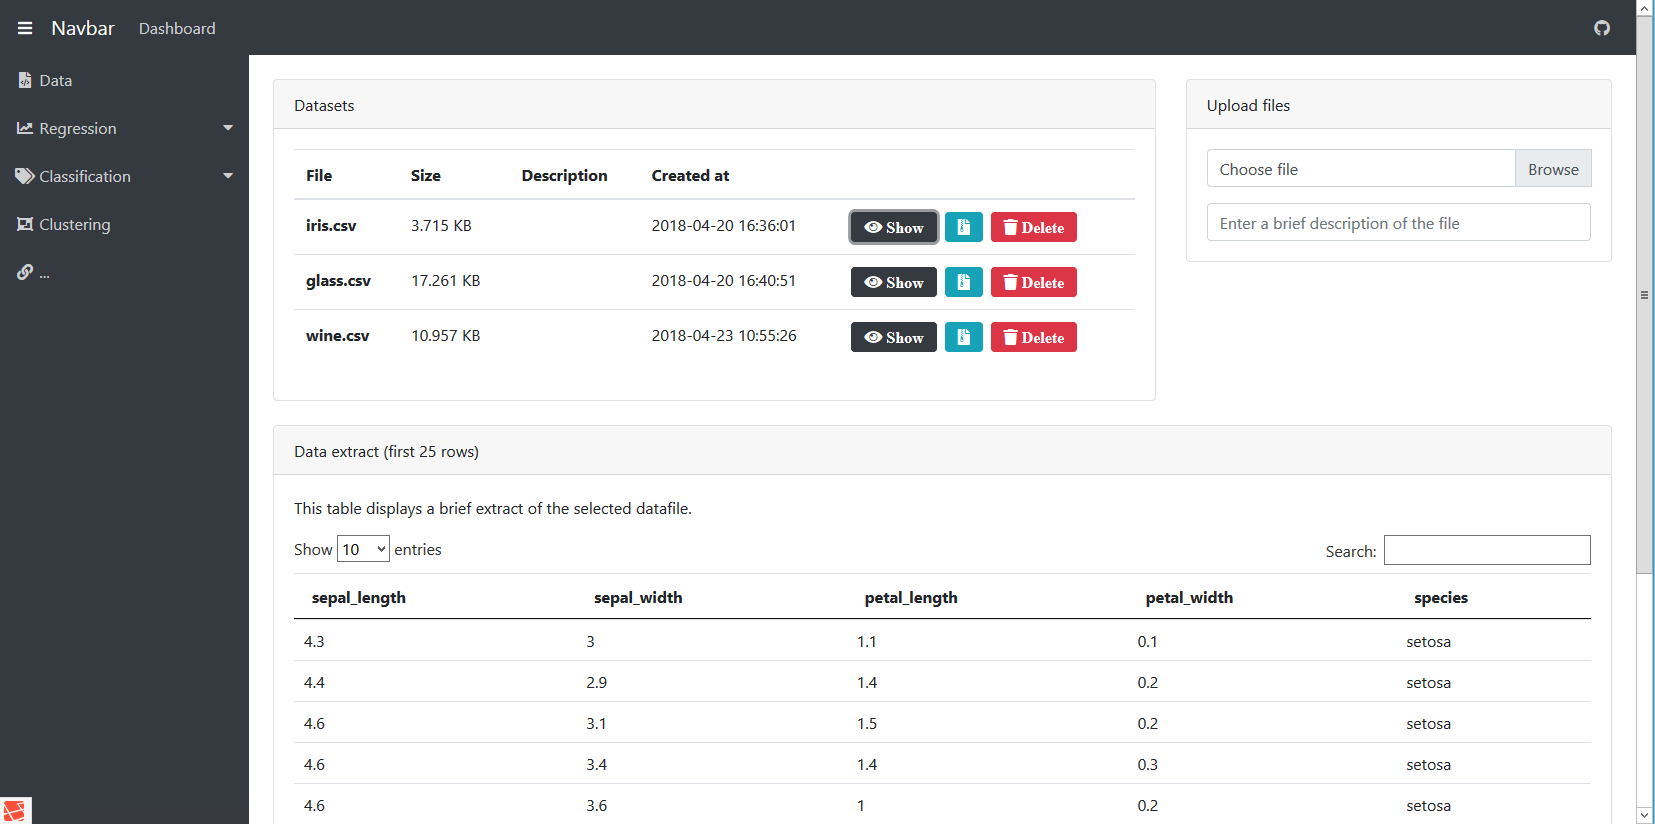 Navbar Dashboard
Data
Regression
Classification
Clustering
...
Datasets
File Size Description Created at
iris.csv 3.715 KB 2018-04-20 16:36:01 Show Delete
glass.csv 17.261 KB 2018-04-20 16:40:51 Show Delete
wine.csv 10.957 KB 2018-04-23 10:55:26 Show Delete
Upload files
Choose file Browse
Enter a brief description of the file
Data extract (first 25 rows)
This table displays a brief extract of the selected datafile.
Show 10 entries Search:
sepal_length sepal_width petal_length petal_width species
4.3 3 1.1 0.1 setosa
4.4 2.9 1.4 0.2 setosa
4.6 3.1 1.5 0.2 setosa
4.6 3.4 1.4 0.3 setosa
4.6 3.6 1 0.2 setosa